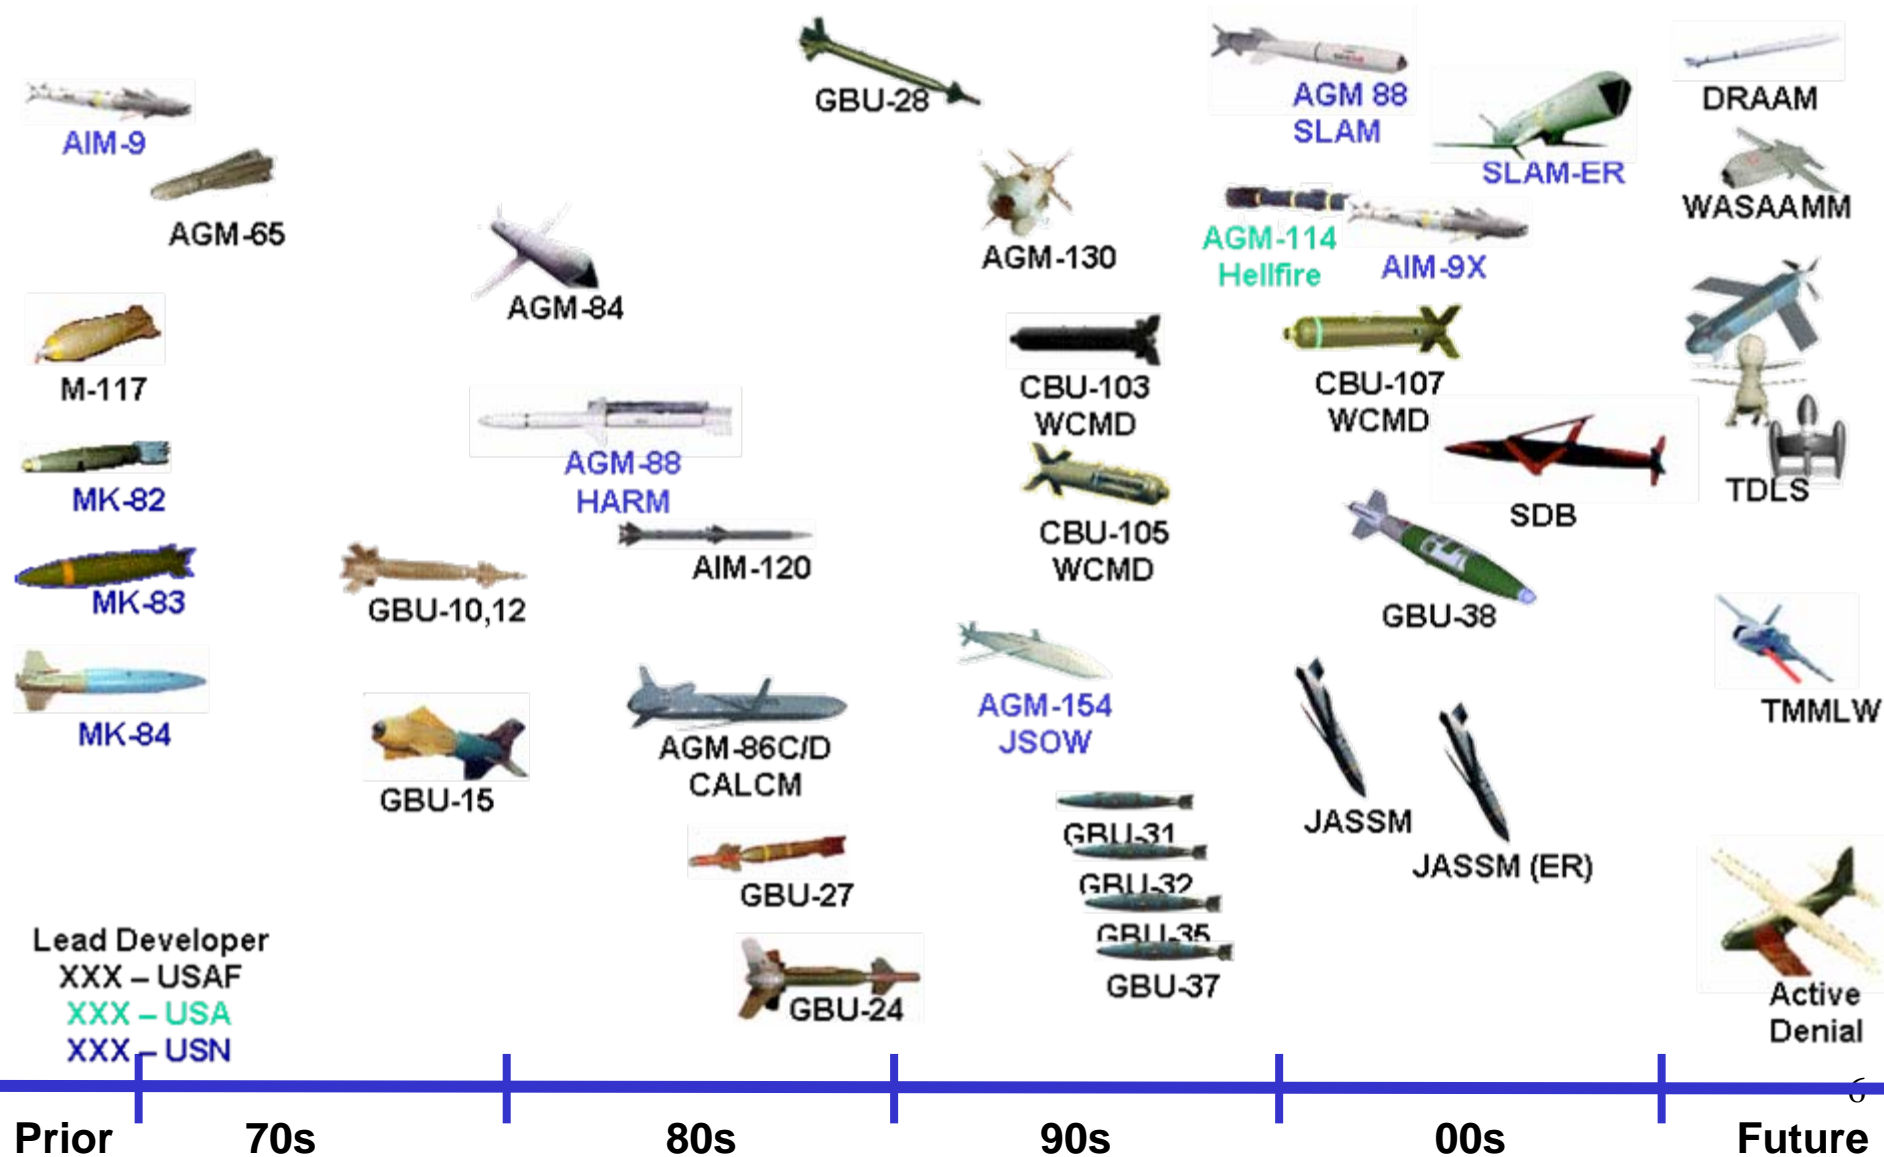 AIM-9
AGM-65
M-117
MK-82
MK-83
MK-84
GBU-10,12
GBU-15
GBU-28
AGM-84
AGM-88
HARM
AIM-120
AGM-86C/D
CALCM
GBU-27
GBU-24
AGM-130
CBU-103
WCMD
CBU-105
WCMD
AGM-154
JSOW
GBU-31
GBU-32
GBU-35
GBU-37
AGM 88
SLAM
SLAM-ER
AGM-114
Hellfire
AIM-9X
CBU-107
WCMD
SDB
GBU-38
JASSM
JASSM (ER)
DRAAM
WASAAMM
TDLS
TMMLW
Active
Denial
Lead Developer
XXX – USAF
XXX – USA
XXX – USN
6
Prior
70s
80s
90s
00s
Future